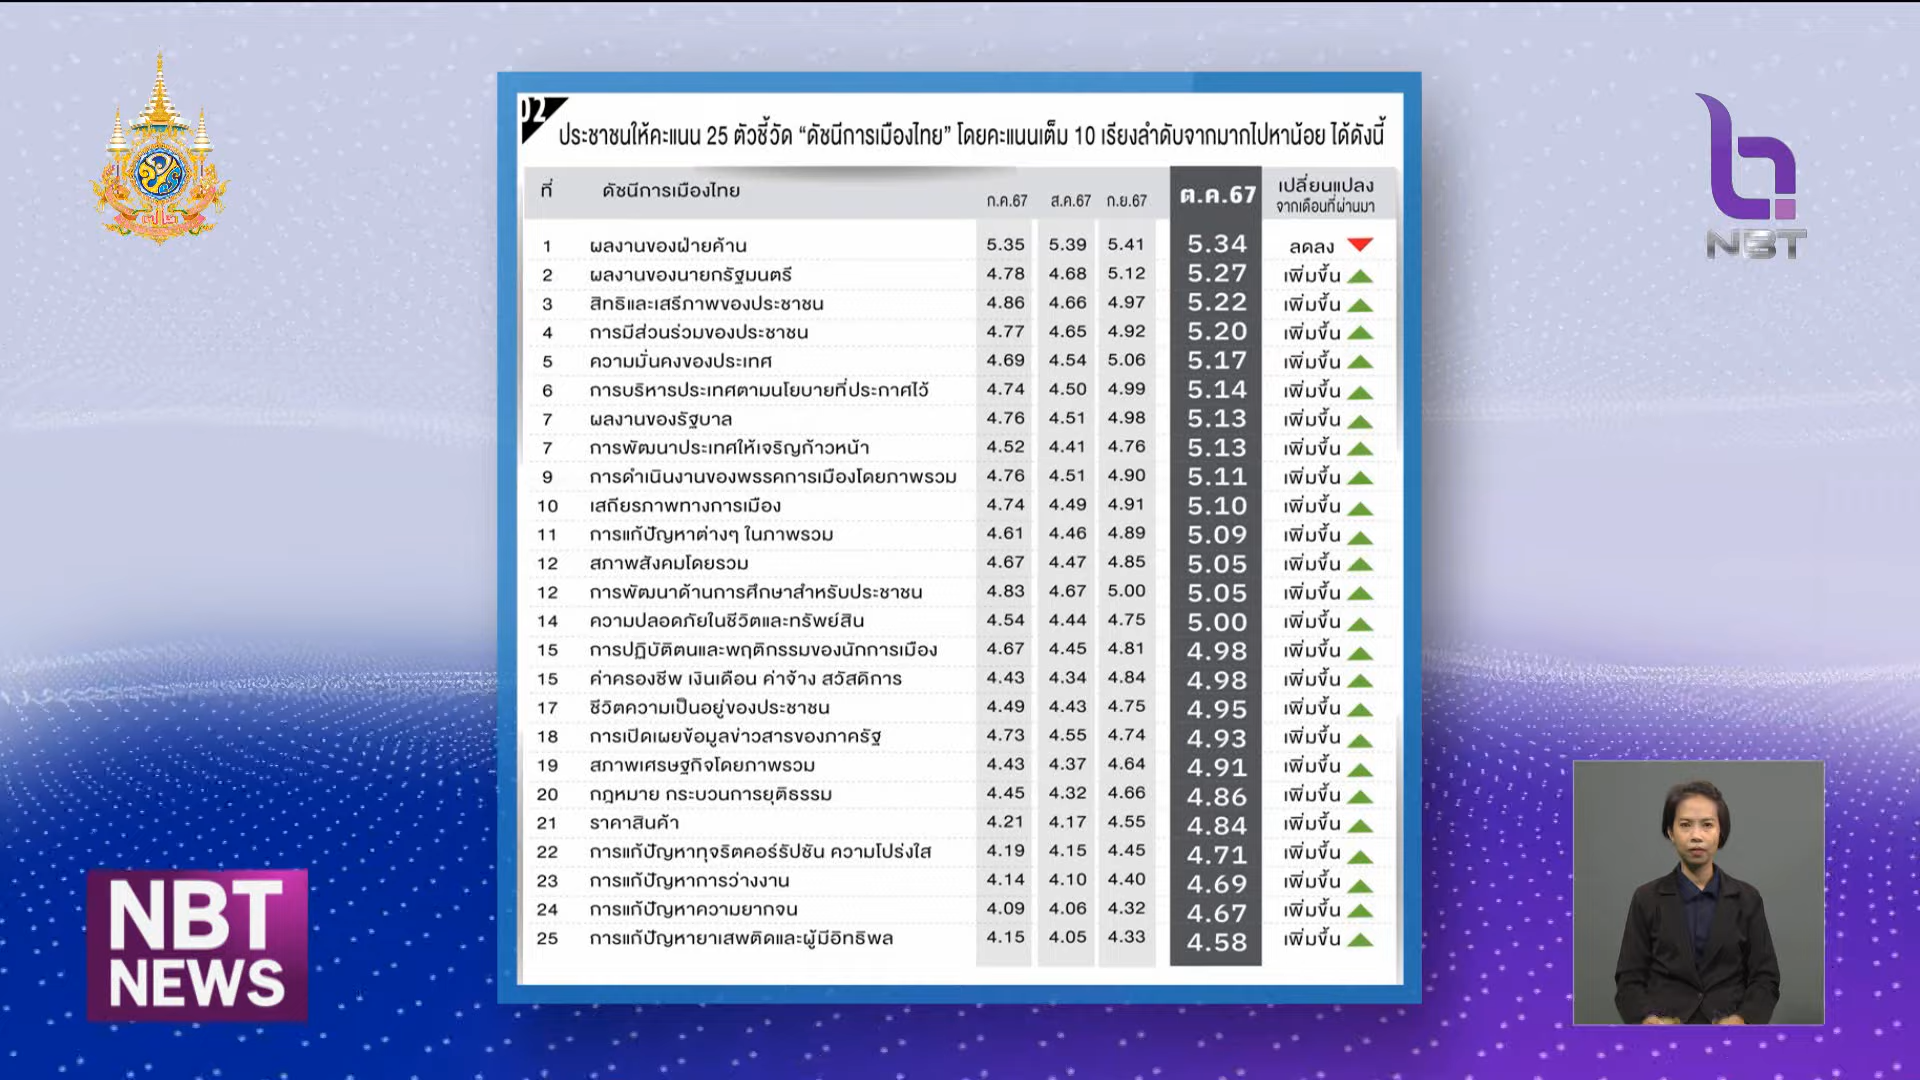 02
ประชาชนให้คะแนน 25 ตัวชี้วัด “ดัชนีการเมืองไทย” โดยคะแนนเต็ม 10 เรียงลำดับจากมากไปหาน้อย ได้ดังนี้
ที่ ดัชนีการเมืองไทย ก.ค.67 ส.ค.67 ก.ย.67 ต.ค.67 เปลี่ยนแปลง
จากเดือนที่ผ่านมา
1 ผลงานของฝ่ายค้าน 5.35 5.39 5.41 5.34 ลดลง
2 ผลงานของนายกรัฐมนตรี 4.78 4.68 5.12 5.27 เพิ่มขึ้น
3 สิทธิและเสรีภาพของประชาชน 4.86 4.66 4.97 5.22 เพิ่มขึ้น
4 การมีส่วนร่วมของประชาชน 4.77 4.65 4.92 5.20 เพิ่มขึ้น
5 ความมั่นคงของประเทศ 4.69 4.54 5.06 5.17 เพิ่มขึ้น
6 การบริหารประเทศตามนโยบายที่ประกาศไว้ 4.74 4.50 4.99 5.14 เพิ่มขึ้น
7 ผลงานของรัฐบาล 4.76 4.51 4.98 5.13 เพิ่มขึ้น
7 การพัฒนาประเทศให้เจริญก้าวหน้า 4.52 4.41 4.76 5.13 เพิ่มขึ้น
9 การดำเนินงานของพรรคการเมืองโดยภาพรวม 4.76 4.51 4.90 5.11 เพิ่มขึ้น
10 เสถียรภาพทางการเมือง 4.74 4.49 4.91 5.10 เพิ่มขึ้น
11 การแก้ปัญหาต่างๆ ในภาพรวม 4.61 4.46 4.89 5.09 เพิ่มขึ้น
12 สภาพสังคมโดยรวม 4.67 4.47 4.85 5.05 เพิ่มขึ้น
12 การพัฒนาด้านการศึกษาสำหรับประชาชน 4.83 4.67 5.00 5.05 เพิ่มขึ้น
14 ความปลอดภัยในชีวิตและทรัพย์สิน 4.54 4.44 4.75 5.00 เพิ่มขึ้น
15 การปฏิบัติตนและพฤติกรรมของนักการเมือง 4.67 4.45 4.81 4.98 เพิ่มขึ้น
15 ค่าครองชีพ เงินเดือน ค่าจ้าง สวัสดิการ 4.43 4.34 4.84 4.98 เพิ่มขึ้น
17 ชีวิตความเป็นอยู่ของประชาชน 4.49 4.43 4.75 4.95 เพิ่มขึ้น
18 การเปิดเผยข้อมูลข่าวสารของภาครัฐ 4.73 4.55 4.74 4.93 เพิ่มขึ้น
19 สภาพเศรษฐกิจโดยภาพรวม 4.43 4.37 4.64 4.91 เพิ่มขึ้น
20 กฎหมาย กระบวนการยุติธรรม 4.45 4.32 4.66 4.86 เพิ่มขึ้น
21 ราคาสินค้า 4.21 4.17 4.55 4.84 เพิ่มขึ้น
22 การแก้ปัญหาทุจริตคอร์รัปชัน ความโปร่งใส 4.19 4.15 4.45 4.71 เพิ่มขึ้น
23 การแก้ปัญหาการว่างงาน 4.14 4.10 4.40 4.69 เพิ่มขึ้น
24 การแก้ปัญหาความยากจน 4.09 4.06 4.32 4.67 เพิ่มขึ้น
25 การแก้ปัญหายาเสพติดและผู้มีอิทธิพล 4.15 4.05 4.33 4.58 เพิ่มขึ้น
NBT
NBT
NEWS